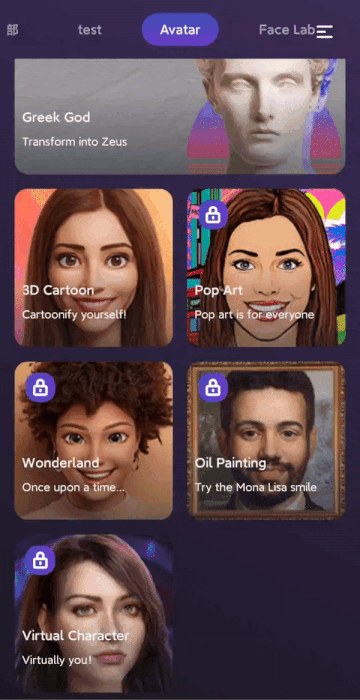 部
test
Avatar
Face Lab
Greek God
Transform into Zeus
3D Cartoon
Cartoonify yourself!
Pop Art
Pop art is for everyone
Wonderland
Once upon a time...
Oil Painting
Try the Mona Lisa smile
Virtual Character
Virtually you!